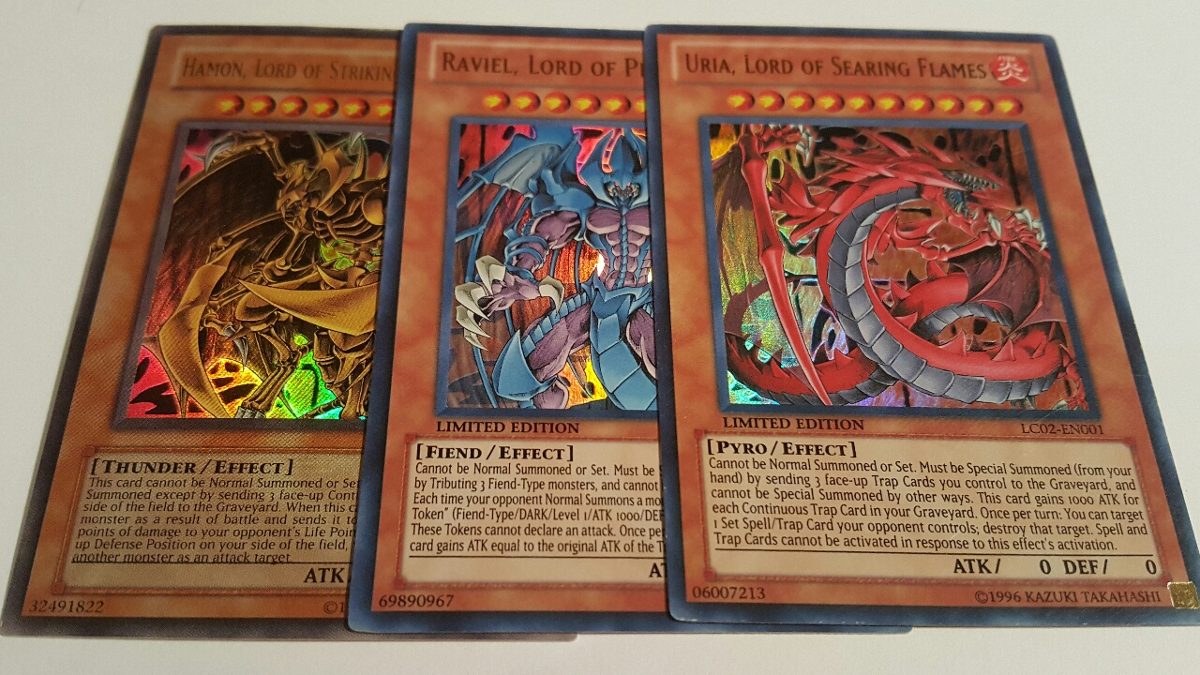 HAMON, LORD OF STRIKIN
[THUNDER/EFFECT]
This card cannot be Normal Summoned or Set
Summoned except by sending 3 face-up Cont
side of the field to the Graveyard. When this c
monster as a result of battle and sends it to
points of damage to your opponent's Life Poin
up Defense Position on your side of the field,
another monster as an attack target.
ATK/
32491822
©1
RAVIEL, LORD OF P
LIMITED EDITION
[FIEND/EFFECT]
Cannot be Normal Summoned or Set. Must be
by Tributing 3 Fiend-Type monsters, and cannot
Each time your opponent Normal Summons a mo
Token" (Fiend-Type/DARK/Level 1/ATK 1000/DEF
These Tokens cannot declare an attack. Once pe
card gains ATK equal to the original ATK of the T
AT
69890967
URIA, LORD OF SEARING FLAMES
炎
LIMITED EDITION
LC02-EN001
[PYRO/EFFECT]
Cannot be Normal Summoned or Set. Must be Special Summoned (from your
hand) by sending 3 face-up Trap Cards you control to the Graveyard, and
cannot be Special Summoned by other ways. This card gains 1000 ATK for
each Continuous Trap Card in your Graveyard. Once per turn: You can target
1 Set Spell/Trap Card your opponent controls; destroy that target. Spell and
Trap Cards cannot be activated in response to this effect's activation.
ATK/ 0 DEF/ 0
06007213
©1996 KAZUKI TAKAHASHI